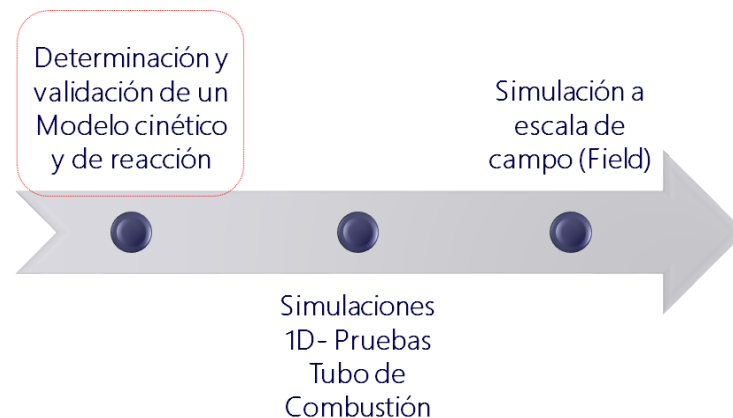 Determinación y
validación de un
Modelo cinético
y de reacción
Simulaciones
1D- Pruebas
Tubo de
Combustión
Simulación a
escala de
campo (Field)